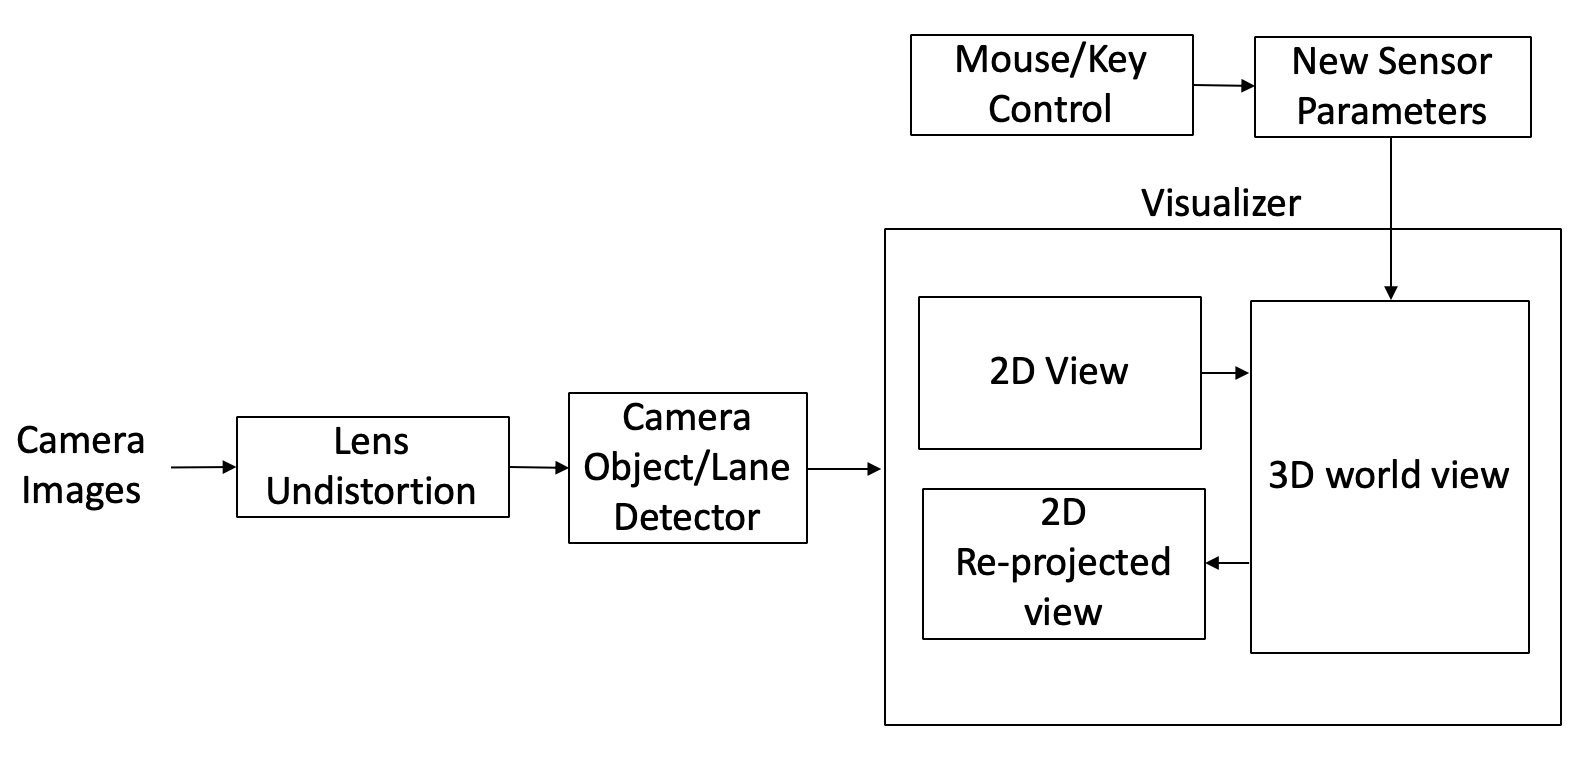 Mouse/Key
Control
New Sensor
Parameters
Visualizer
2D View
3D world view
2D
Re-projected
view
Camera
Images
Lens
Undistortion
Camera
Object/Lane
Detector